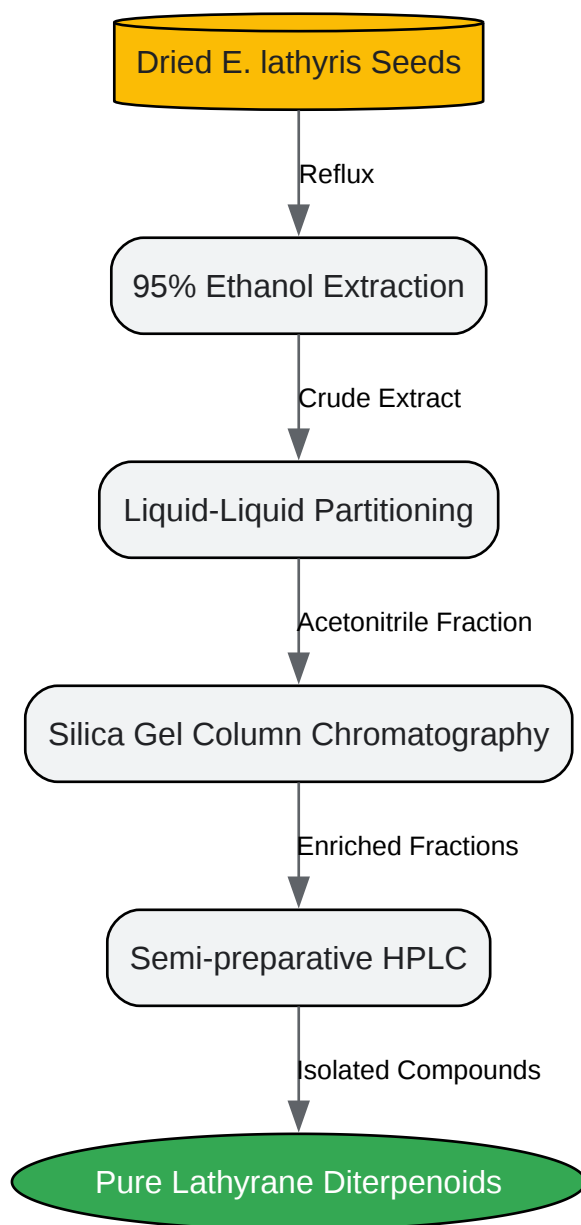 Dried E. lathyris Seeds
Reflux
95% Ethanol Extraction
Crude Extract
Liquid-Liquid Partitioning
Acetonitrile Fraction
Silica Gel Column Chromatography
Enriched Fractions
Semi-preparative HPLC
Isolated Compounds
Pure Lathyrane Diterpenoids